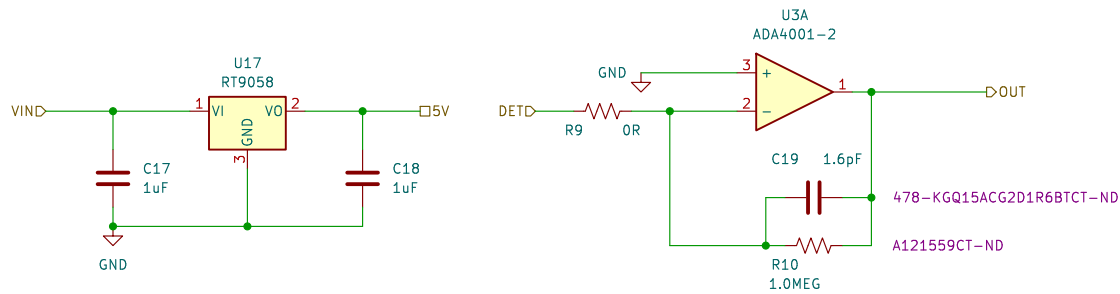 U17
RT9058
VIN
1
VI
VO
2
5V
GND
3
C17
1uF
C18
1uF
GND
U3A
ADA4001-2
GND
3
+
1
OUT
DET
2
-
R9
0R
C19
1.6pF
478-KGQ15ACG2D1R6BTCT-ND
A121559CT-ND
R10
1.0MEG